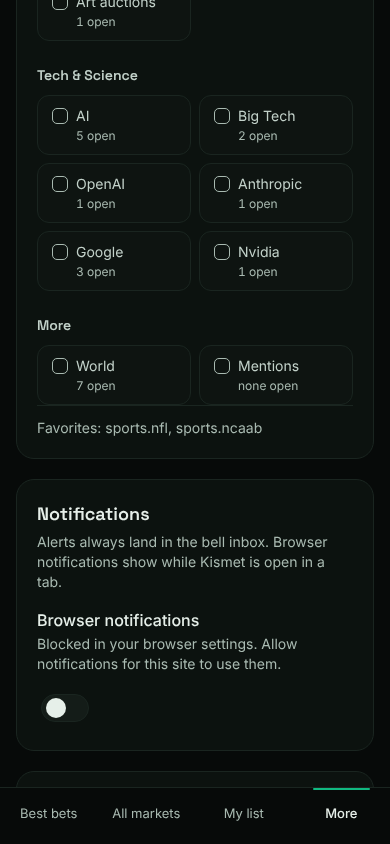 Art auctions
1 open
Tech & Science
AI
5 open
Big Tech
2 open
OpenAI
1 open
Anthropic
1 open
Google
3 open
Nvidia
1 open
More
World
7 open
Mentions
none open
Favorites: sports.nfl, sports.ncaab
Notifications
Alerts always land in the bell inbox. Browser
notifications show while Kismet is open in a
tab.
Browser notifications
Blocked in your browser settings. Allow
notifications for this site to use them.
Best bets
All markets
My list
More